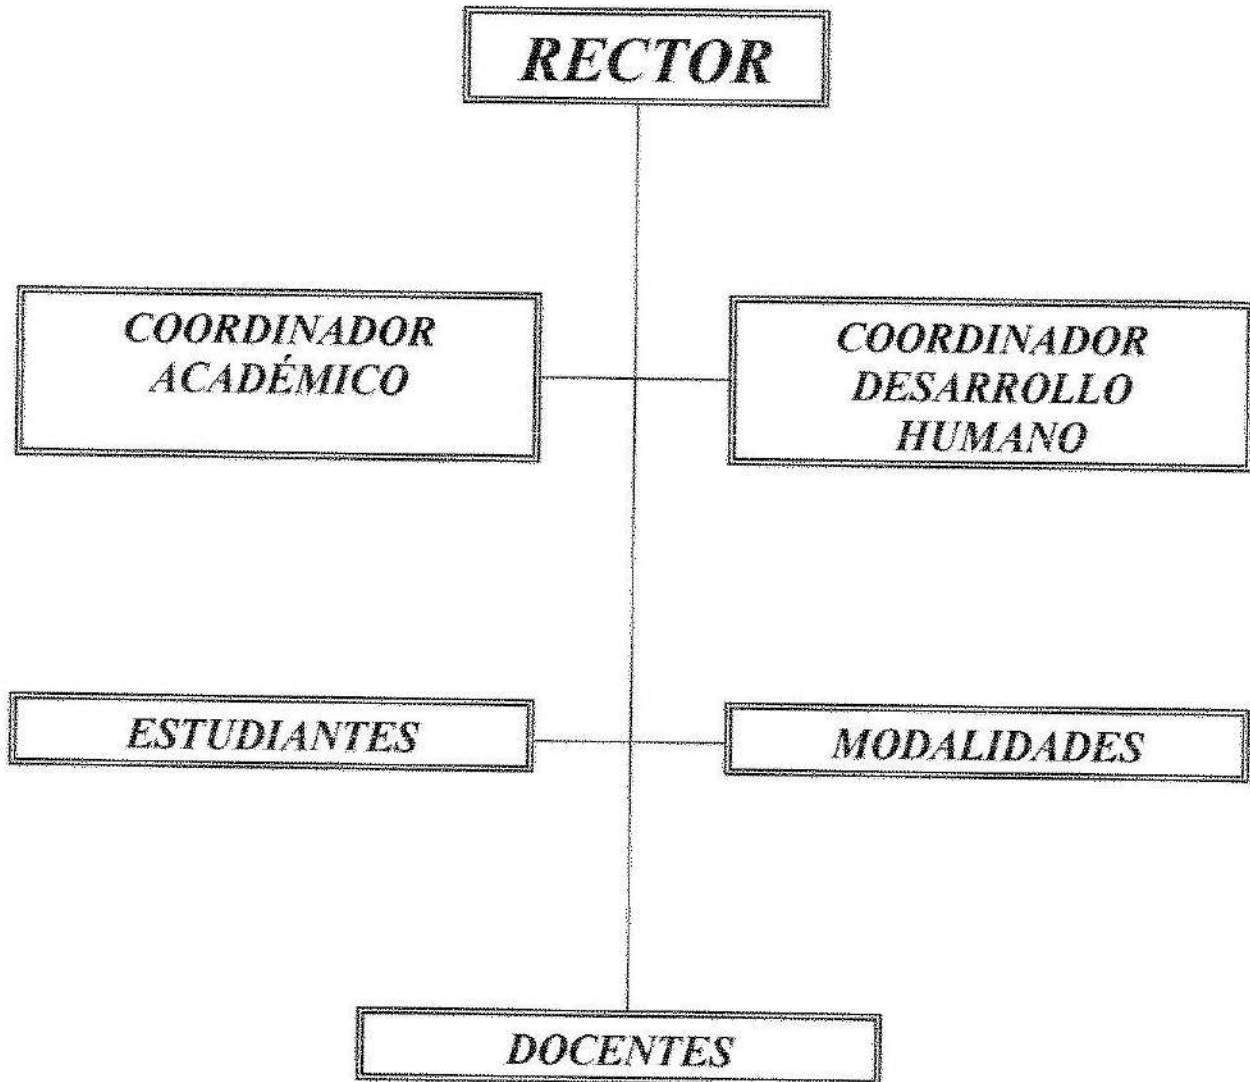 RECTOR
COORDINADOR
ACADÉMICO
COORDINADOR
DESARROLLO
HUMANO
ESTUDIANTES
MODALIDADES
DOCENTES